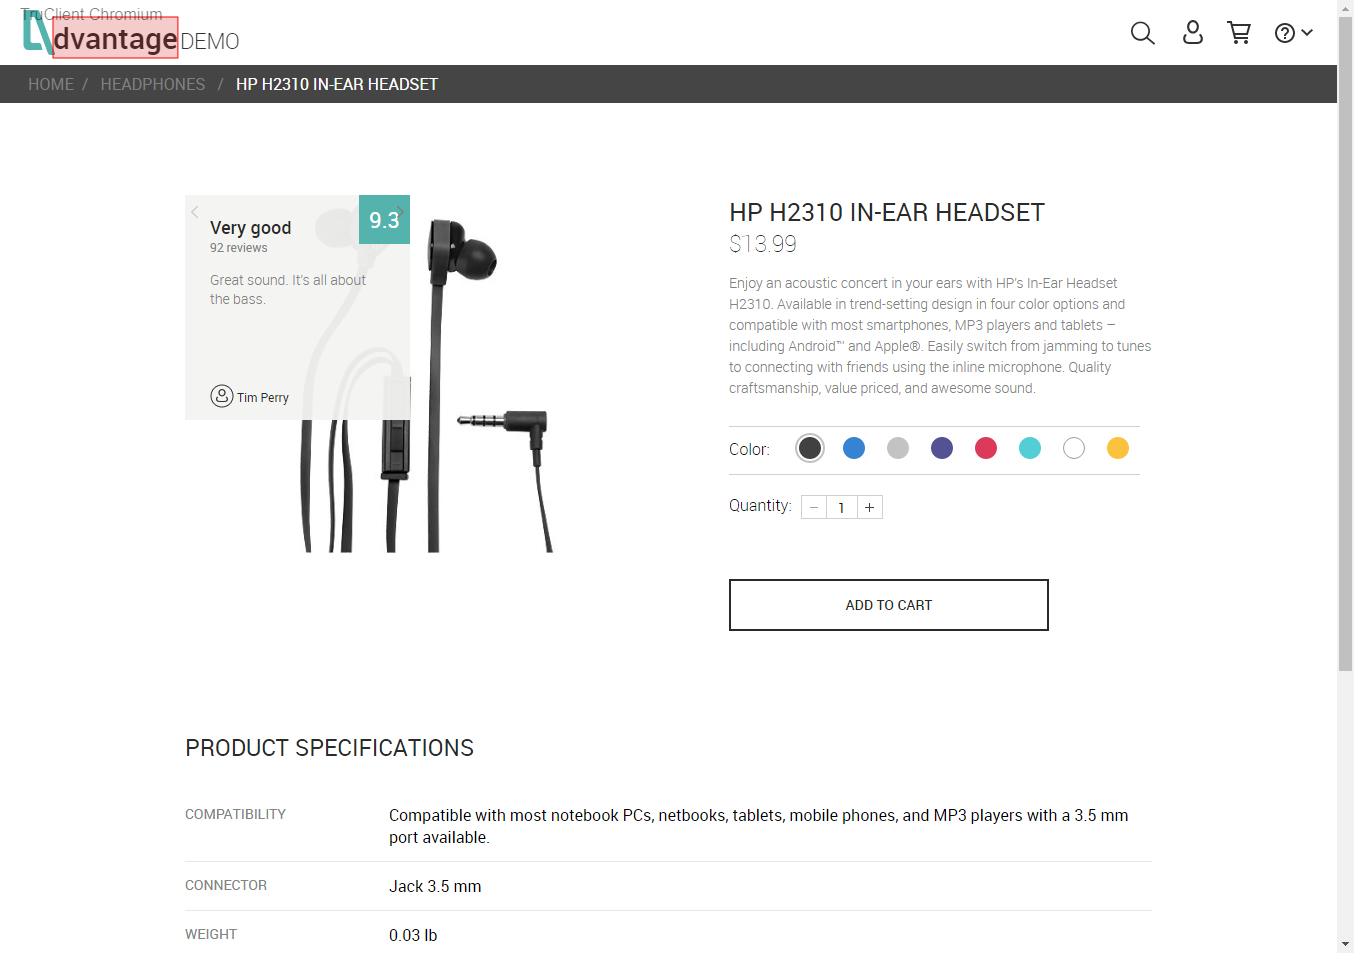 TruClient Chromium
dvantage DEMO
HOME / HEADPHONES / HP H2310 IN-EAR HEADSET
Very good
9.3
92 reviews
Great sound. It's all about
the bass.
Tim Perry
HP H2310 IN-EAR HEADSET
$13.99
Enjoy an acoustic concert in your ears with HP's In-Ear Headset
H2310. Available in trend-setting design in four color options and
compatible with most smartphones, MP3 players and tablets –
including Android™ and Apple®. Easily switch from jamming to tunes
to connecting with friends using the inline microphone. Quality
craftsmanship, value priced, and awesome sound.
Color:
Quantity: − 1 +
ADD TO CART
PRODUCT SPECIFICATIONS
COMPATIBILITY Compatible with most notebook PCs, netbooks, tablets, mobile phones, and MP3 players with a 3.5 mm
port available.
CONNECTOR Jack 3.5 mm
WEIGHT 0.03 lb